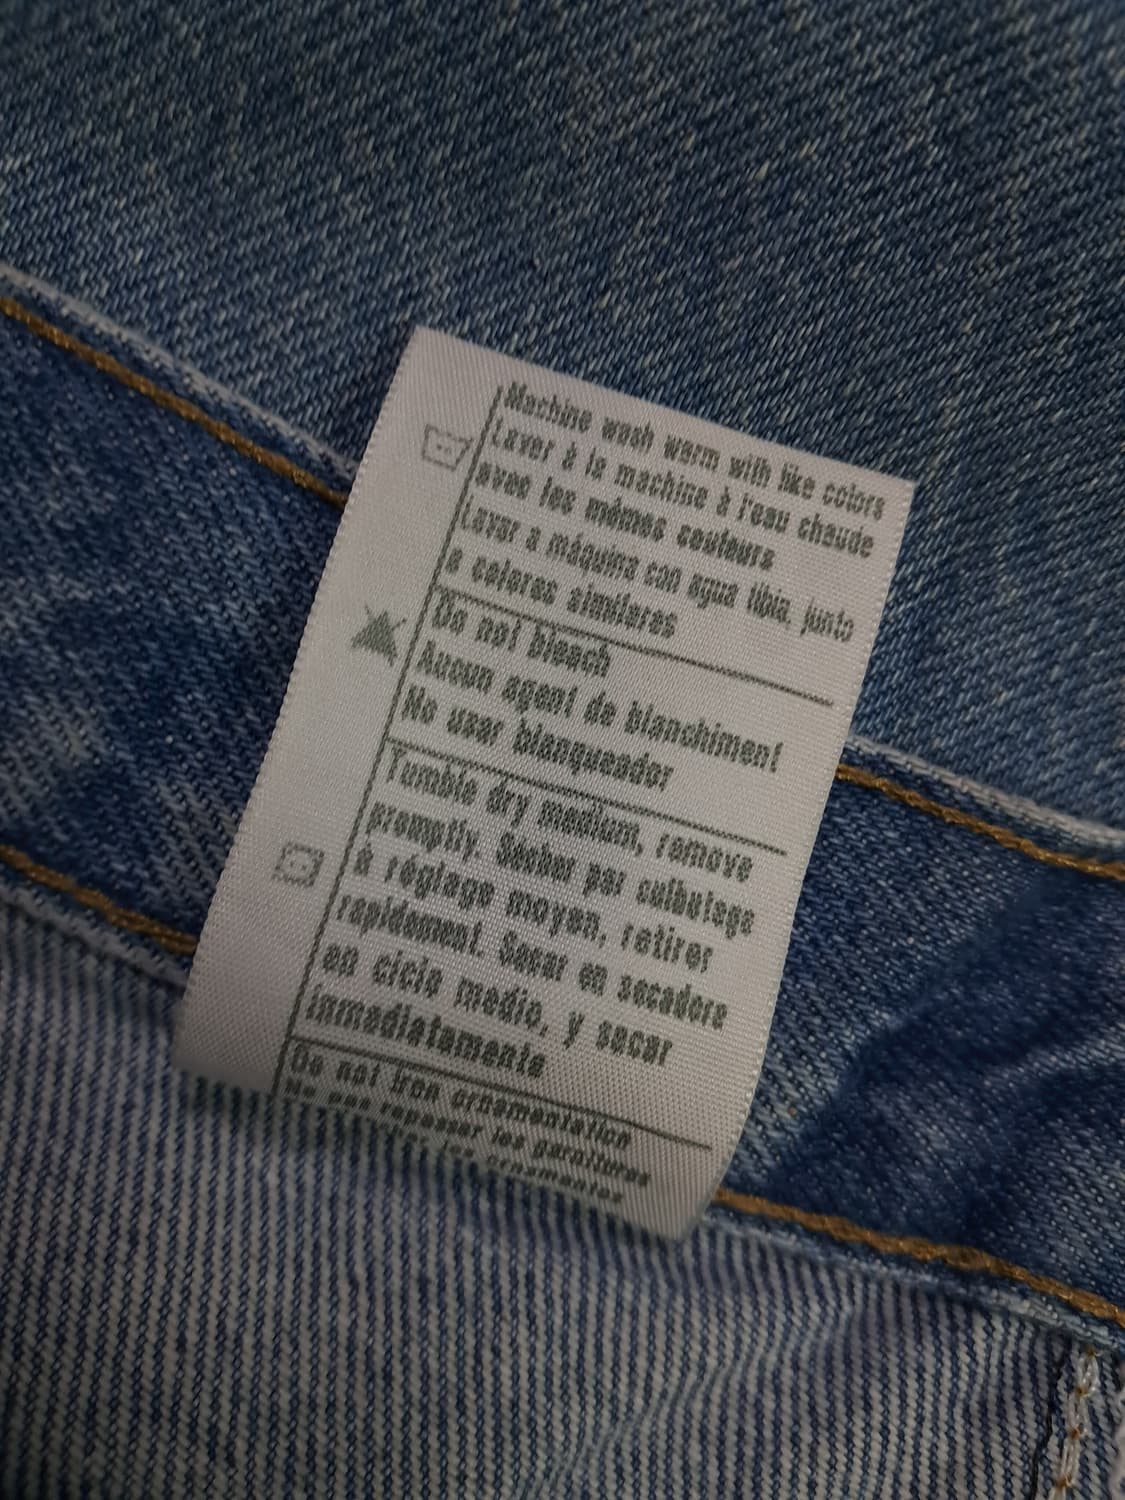 Machine wash warm with like colors
Laver à la machine à l'eau chaude
avec les mêmes couleurs
Lavar a máquina con agua tibia, junto
a colores similares
Do not bleach
Aucun agent de blanchiment
No usar blanqueador
Tumble dry medium, remove
promptly. Sécher par culbutage
à réglage moyen, retirer
rapidement. Secar en secadora
en ciclo medio, y sacar
inmediatamente
Do not iron ornamentation
Ne pas repasser les garnitures